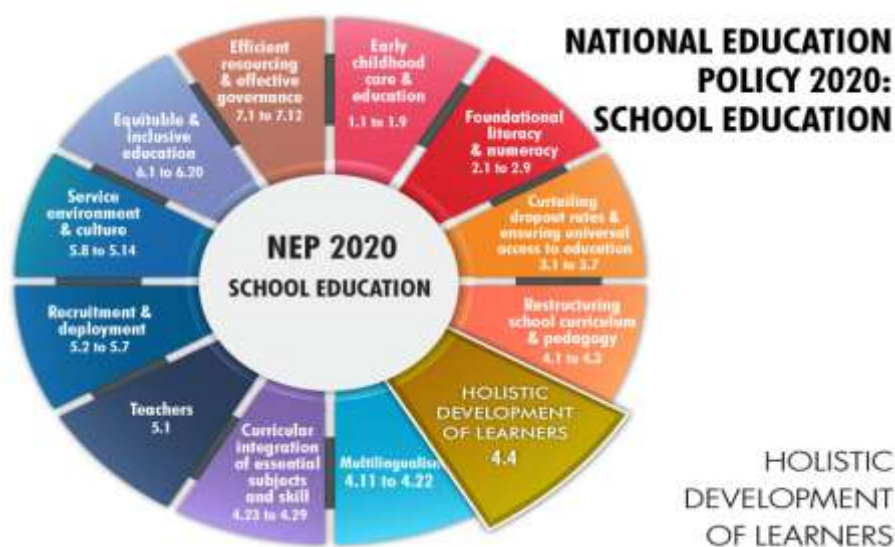 NATIONAL EDUCATION
POLICY 2020:
SCHOOL EDUCATION
Efficient
resourcing
& effective
governance
7.1 to 7.12
Early
childhood
care &
education
1.1 to 1.9
Foundational
literacy
& numeracy
2.1 to 2.9
Curtailing
dropout rates &
ensuring universal
access to education
3.1 to 3.7
Restructuring
school curriculum
& pedagogy
4.1 to 4.3
HOLISTIC
DEVELOPMENT
OF LEARNERS
4.4
Multilingualism
4.11 to 4.22
Curricular
integration
of essential
subjects
and skill
4.23 to 4.29
Teachers
5.1
Recruitment &
deployment
5.2 to 5.7
Service
environment
& culture
5.8 to 5.14
Equitable &
inclusive
education
6.1 to 6.20
NEP 2020
SCHOOL EDUCATION
HOLISTIC
DEVELOPMENT
OF LEARNERS